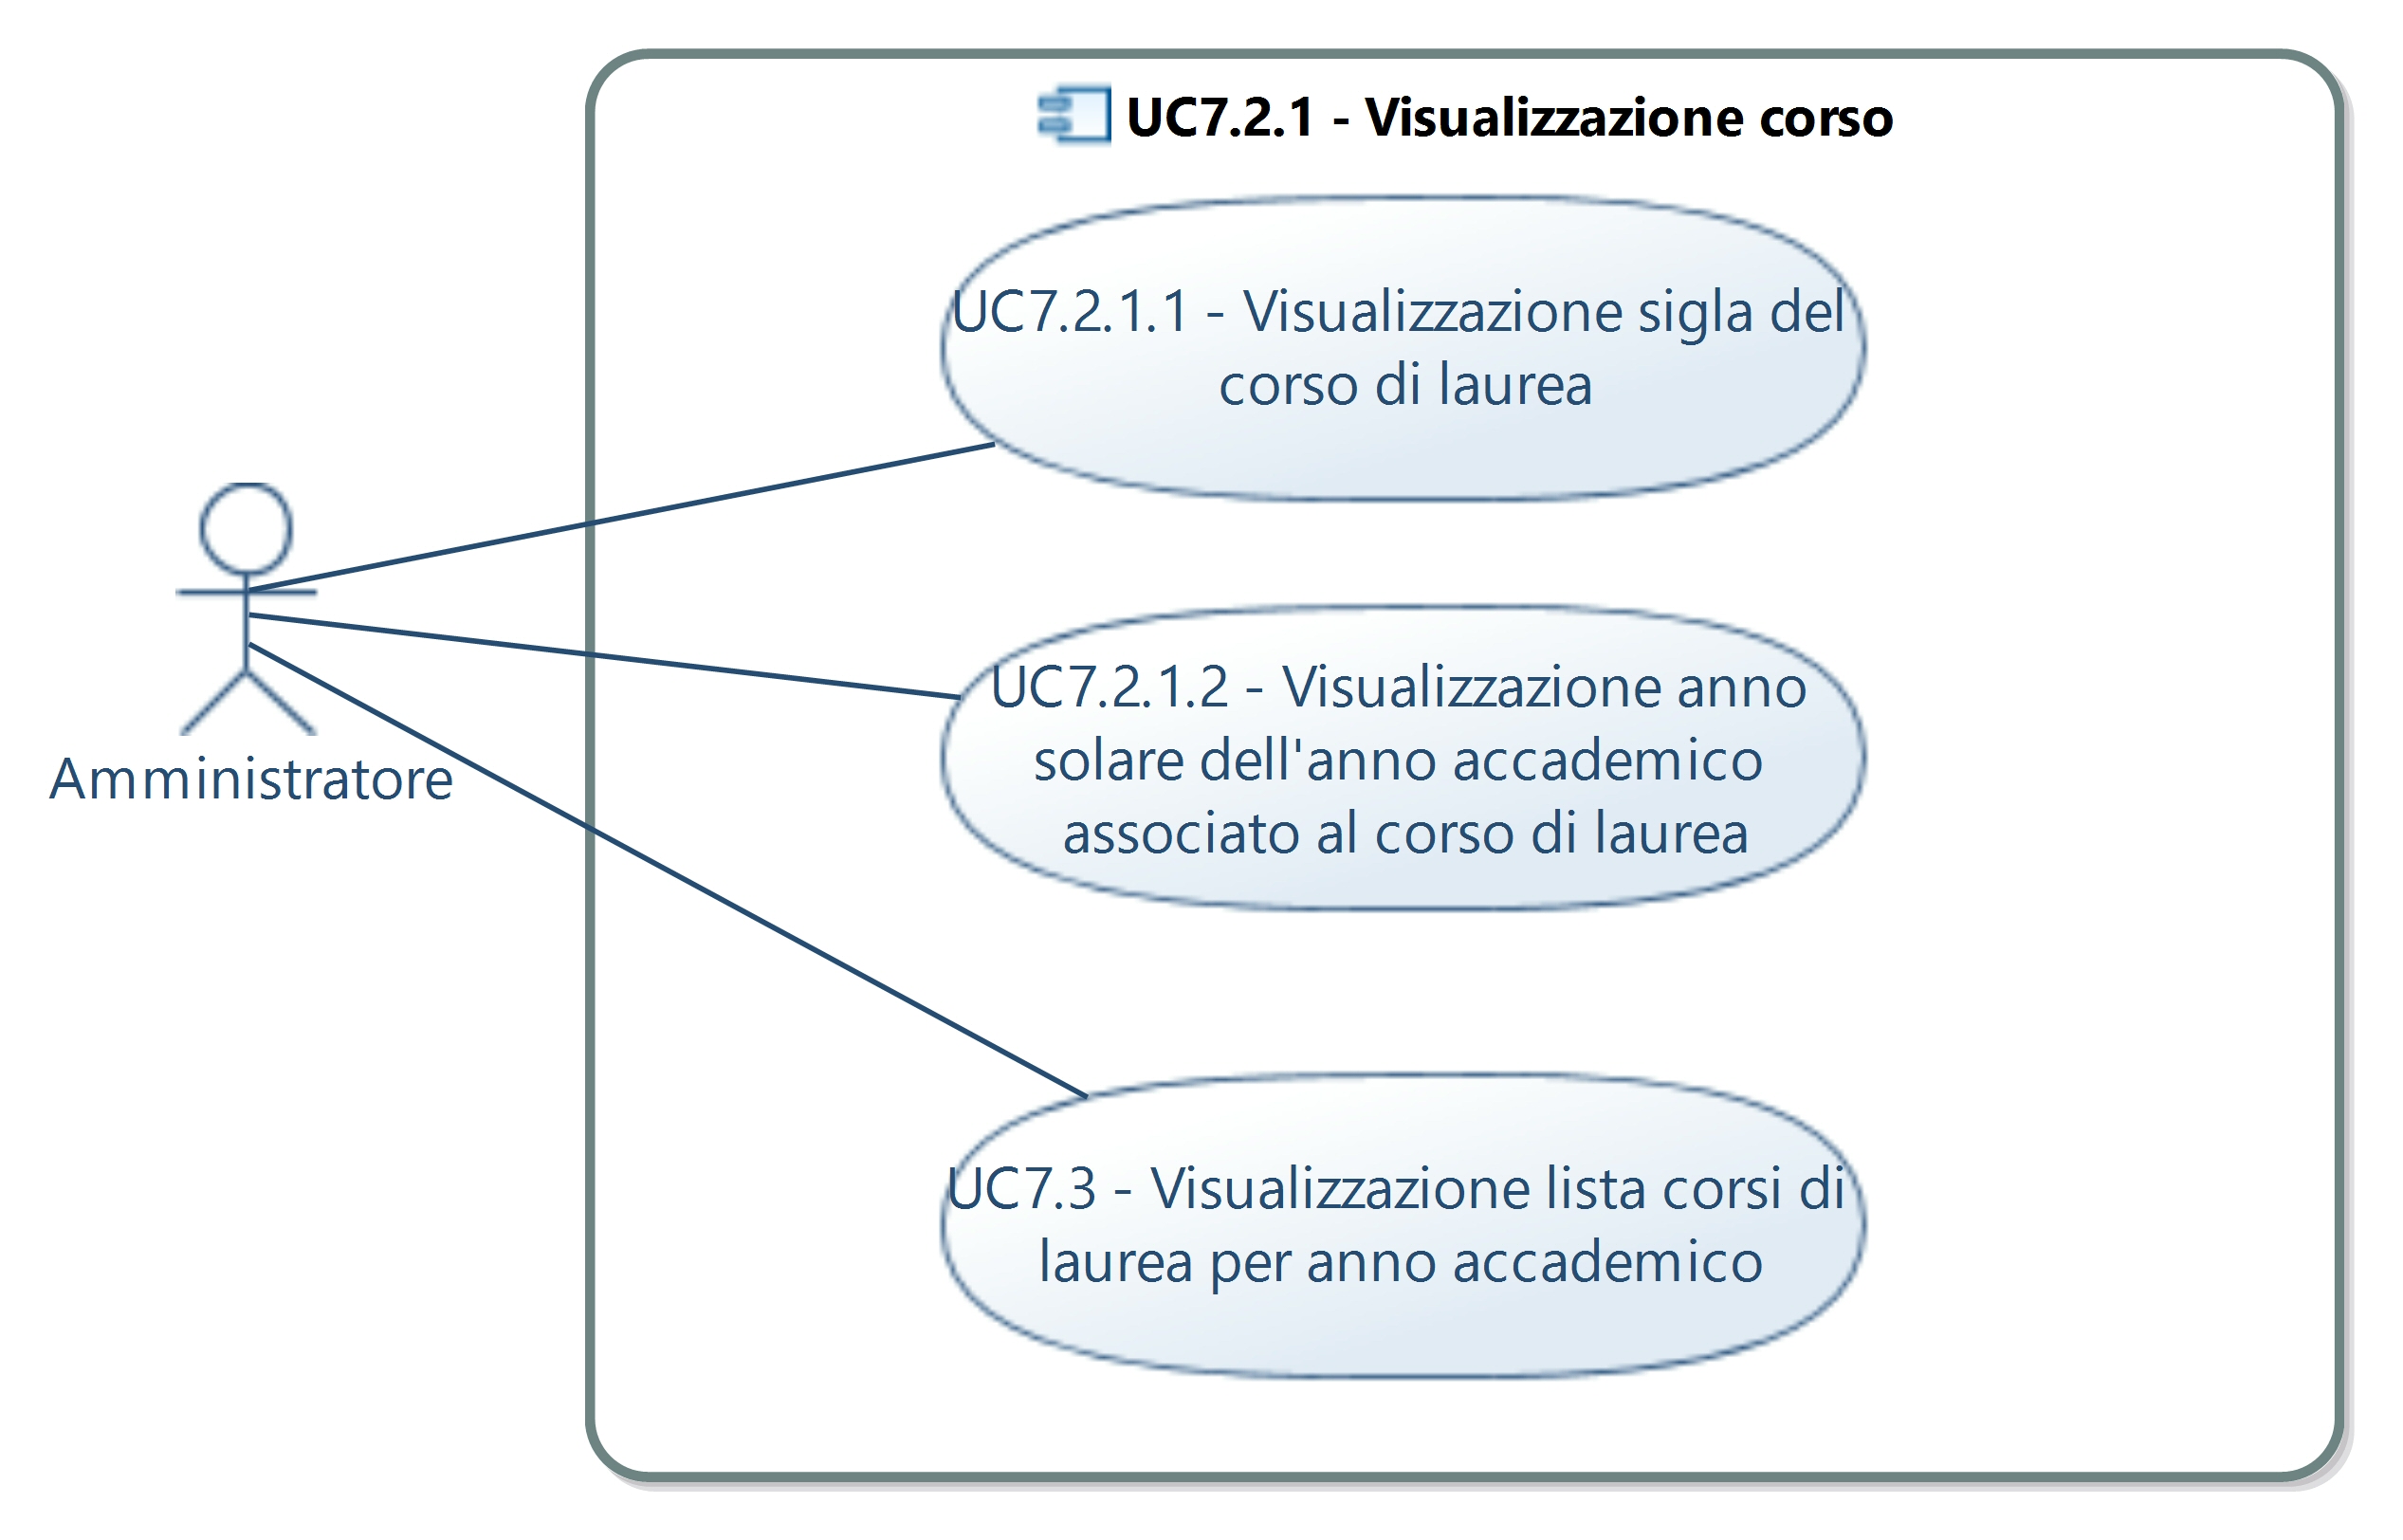 UC7.2.1 - Visualizzazione corso
UC7.2.1.1 - Visualizzazione sigla del
corso di laurea
Amministratore
UC7.2.1.2 - Visualizzazione anno
solare dell'anno accademico
associato al corso di laurea
UC7.3 - Visualizzazione lista corsi di
laurea per anno accademico